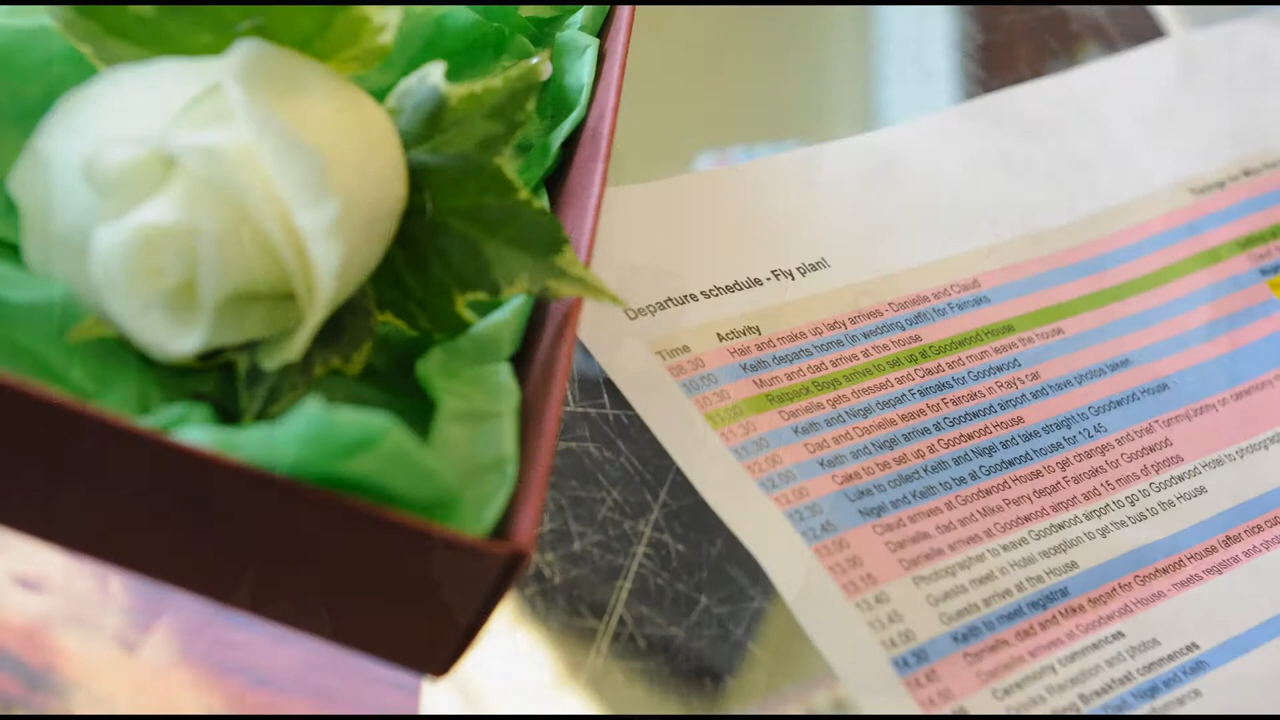 Departure schedule - Fly plan!
Time Activity
08.30 Hair and make up lady arrives - Danielle and Claud
10.00 Keith departs home (in wedding outfit) for Fairoaks
10.30 Mum and dad arrive at the house
11.00 Ratpack Boys arrive to set up at Goodwood House
11.30 Danielle gets dressed and Claud and mum leave the house
11.30 Keith and Nigel depart Fairoaks for Goodwood
12.00 Dad and Danielle leave for Fairoaks in Ray's car
12.00 Keith and Nigel arrive at Goodwood airport and have photos taken
12.00 Cake to be set up at Goodwood House
12.30 Luke to collect Keith and Nigel and take straight to Goodwood House
12.45 Nigel and Keith to be at Goodwood house for 12.45
13.00 Claud arrives at Goodwood House to get changes and brief Tommy/Jonny on ceremony
13.00 Danielle, dad and Mike Perry depart Fairoaks for Goodwood
13.15 Danielle arrives at Goodwood airport and 15 mins of photos
13.40 Photographer to leave Goodwood airport to go to Goodwood Hotel to
13.45 Guests meet in Hotel reception to get the bus to the House
14.00 Guests arrive at the House
14.30 Keith to meet registrar
Danielle, dad and Mike depart for Goodwood House (after nice
Danielle arrives at Goodwood House - meets registrar and
Ceremony commences
Reception and photos
Breakfast commences
Nigel and Keith